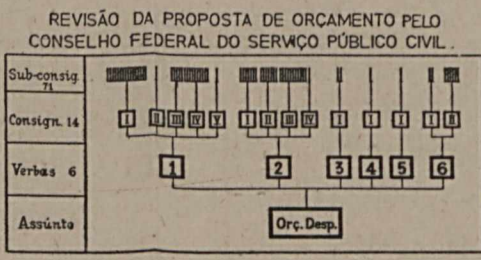 REVISÃO DA PROPOSTA DE ORÇAMENTO PELO
CONSELHO FEDERAL DO SERVIÇO PÚBLICO CIVIL.
Sub-consig. 71
Consign. 14 I II III IV V I II III IV I I I I II
Verbas 6 1 2 3 4 5 6
Assúnto Orç. Desp.